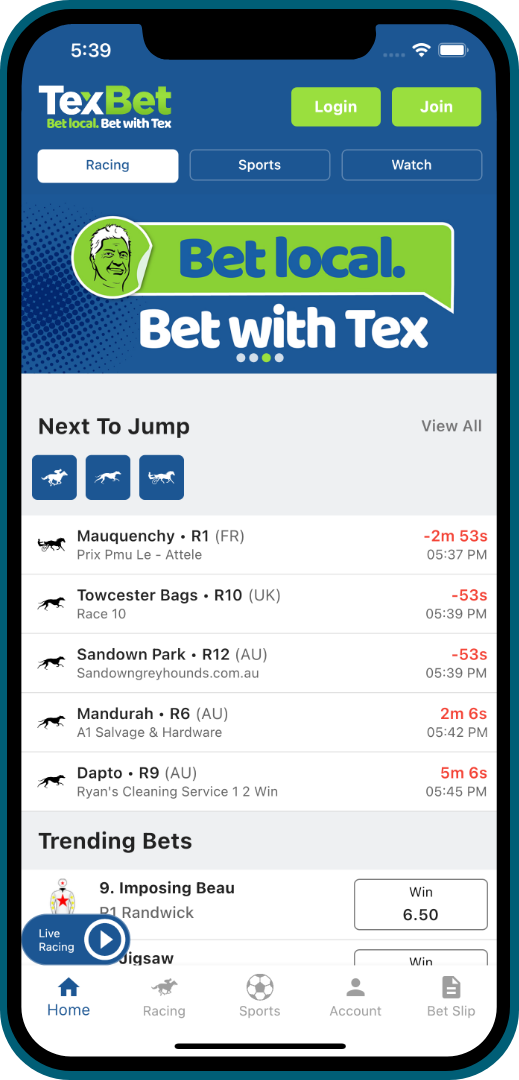 5:39
TexBet
Bet local. Bet with Tex
Login
Join
Racing
Sports
Watch
Bet local.
Bet with Tex
Next To Jump
View All
Mauquenchy • R1 (FR)
-2m 53s
Prix Pmu Le - Attele
05:37 PM
Towcester Bags • R10 (UK)
-53s
Race 10
05:39 PM
Sandown Park • R12 (AU)
-53s
Sandowngreyhounds.com.au
05:39 PM
Mandurah • R6 (AU)
2m 6s
A1 Salvage & Hardware
05:42 PM
Dapto • R9 (AU)
5m 6s
Ryan's Cleaning Service 1 2 Win
05:45 PM
Trending Bets
9. Imposing Beau
Win
R1 Randwick
6.50
Live
Racing
Jigsaw
Win
Home
Racing
Sports
Account
Bet Slip